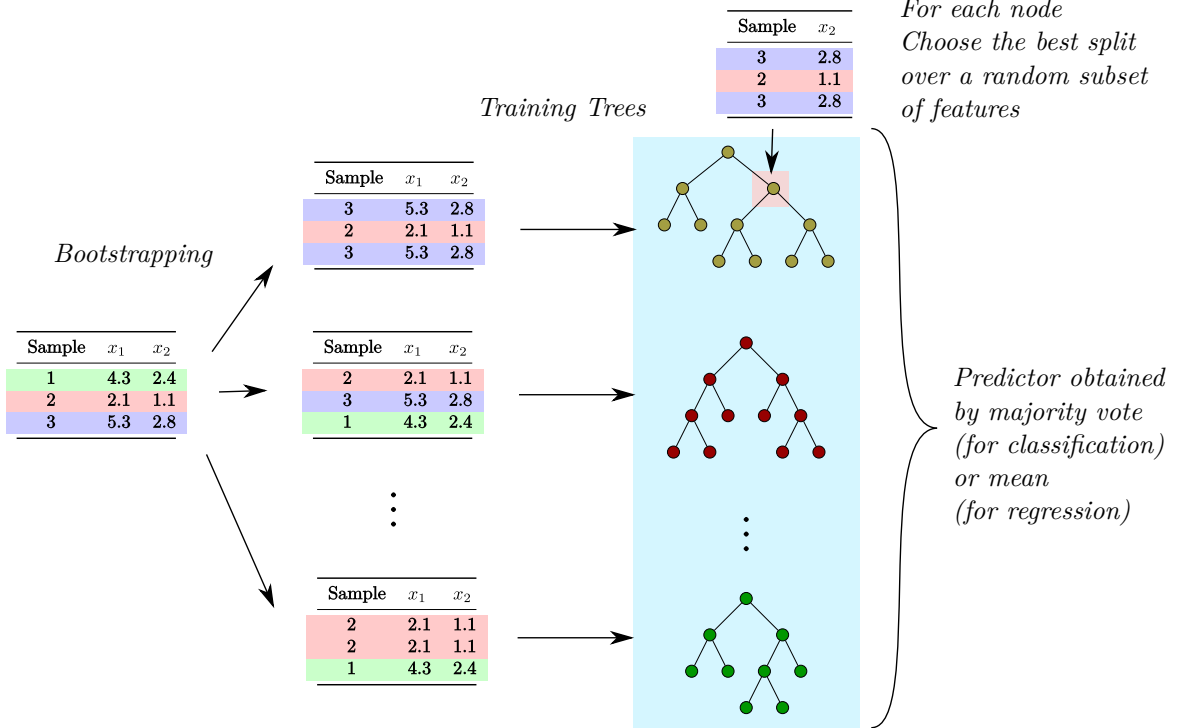 For each node
Choose the best split
over a random subset
of features
Sample x₂
3 2.8
2 1.1
3 2.8
Training Trees
Bootstrapping
Sample x₁ x₂
3 5.3 2.8
2 2.1 1.1
3 5.3 2.8
Sample x₁ x₂
1 4.3 2.4
2 2.1 1.1
3 5.3 2.8
Sample x₁ x₂
2 2.1 1.1
3 5.3 2.8
1 4.3 2.4
Sample x₁ x₂
2 2.1 1.1
2 2.1 1.1
1 4.3 2.4
Predictor obtained
by majority vote
(for classification)
or mean
(for regression)